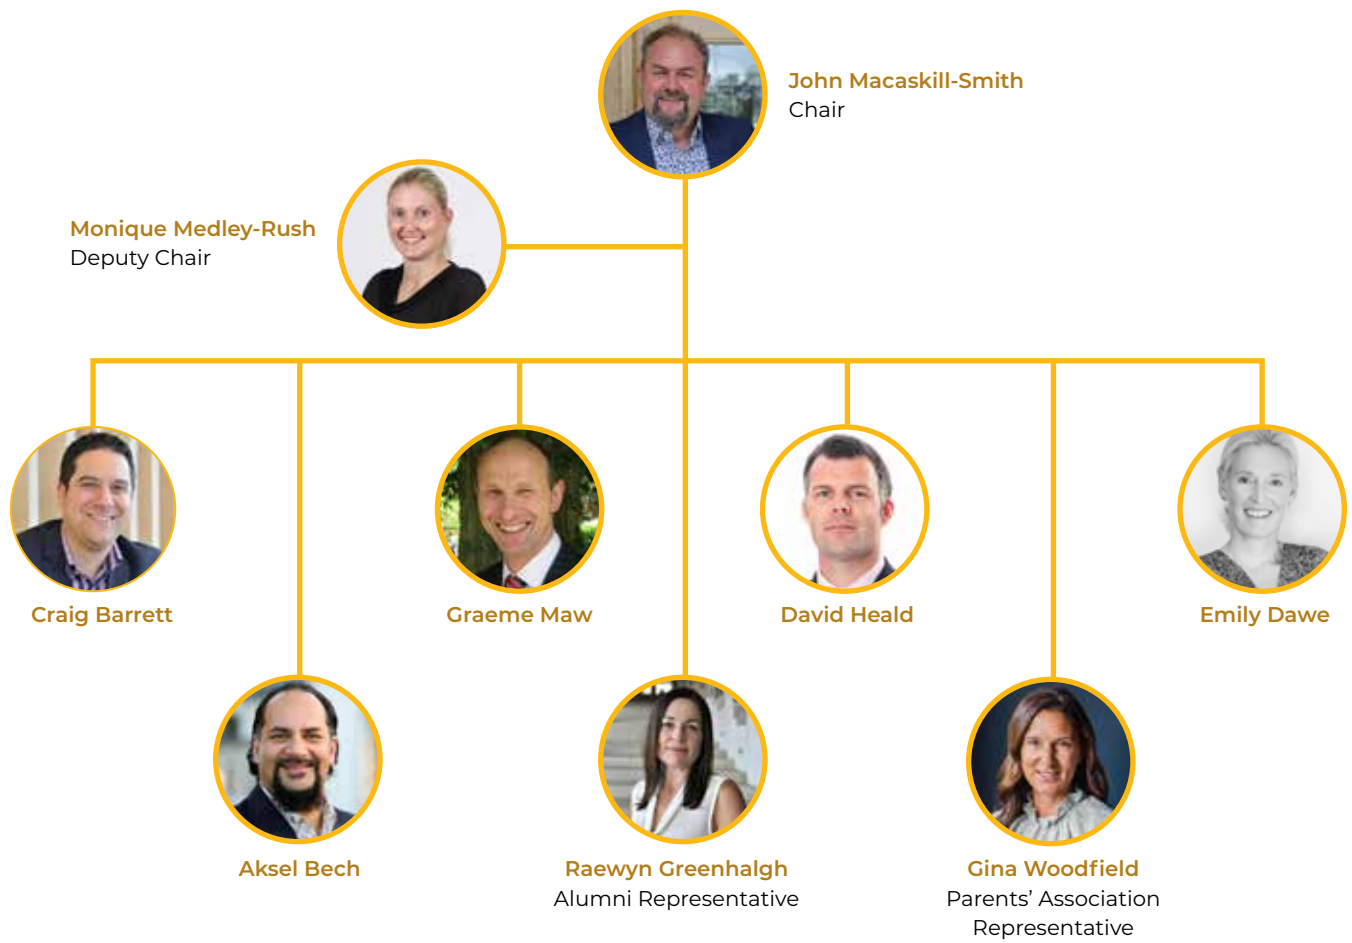 John Macaskill-Smith
Chair
Monique Medley-Rush
Deputy Chair
Craig Barrett
Graeme Maw
David Heald
Emily Dawe
Aksel Bech
Raewyn Greenhalgh
Alumni Representative
Gina Woodfield
Parents’ Association
Representative